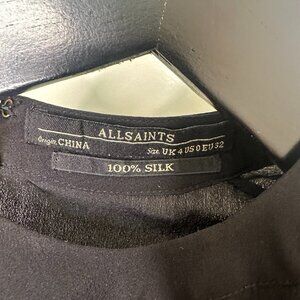 ALLSAINTS
Origin CHINA Size UK 4 US 0 EU 32
100% SILK